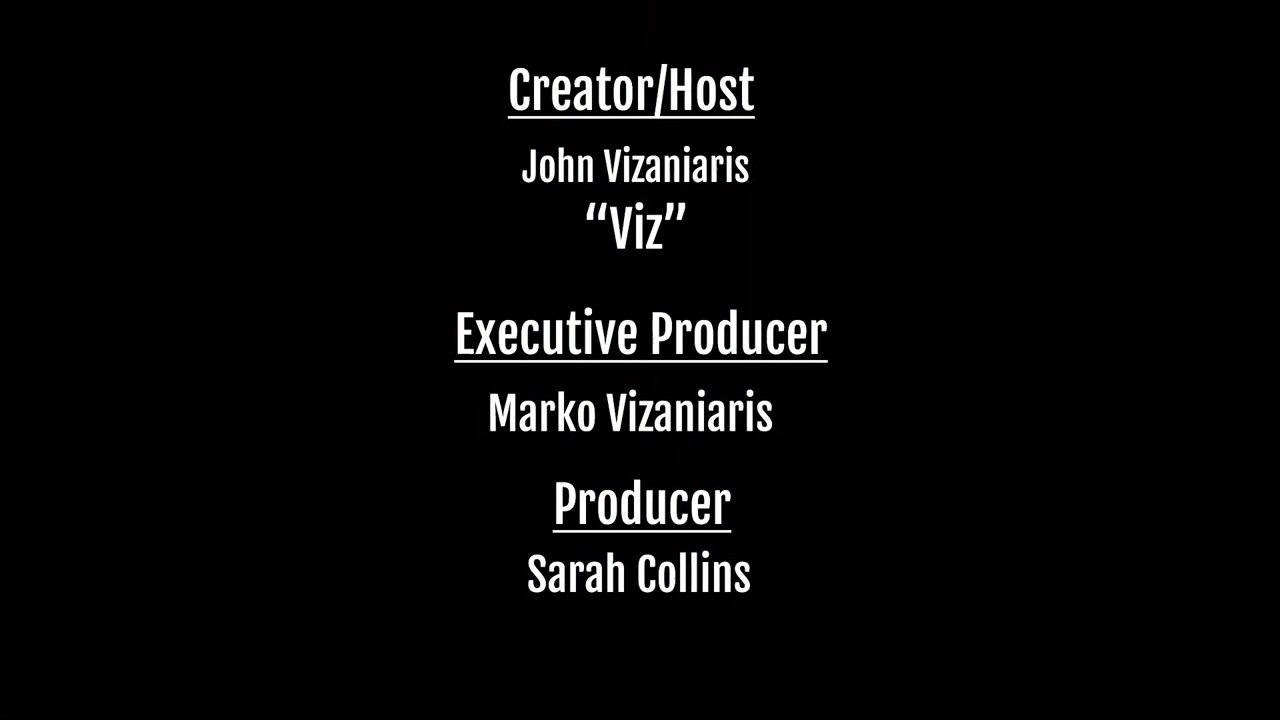 Creator/Host
John Vizaniaris
“Viz”
Executive Producer
Marko Vizaniaris
Producer
Sarah Collins